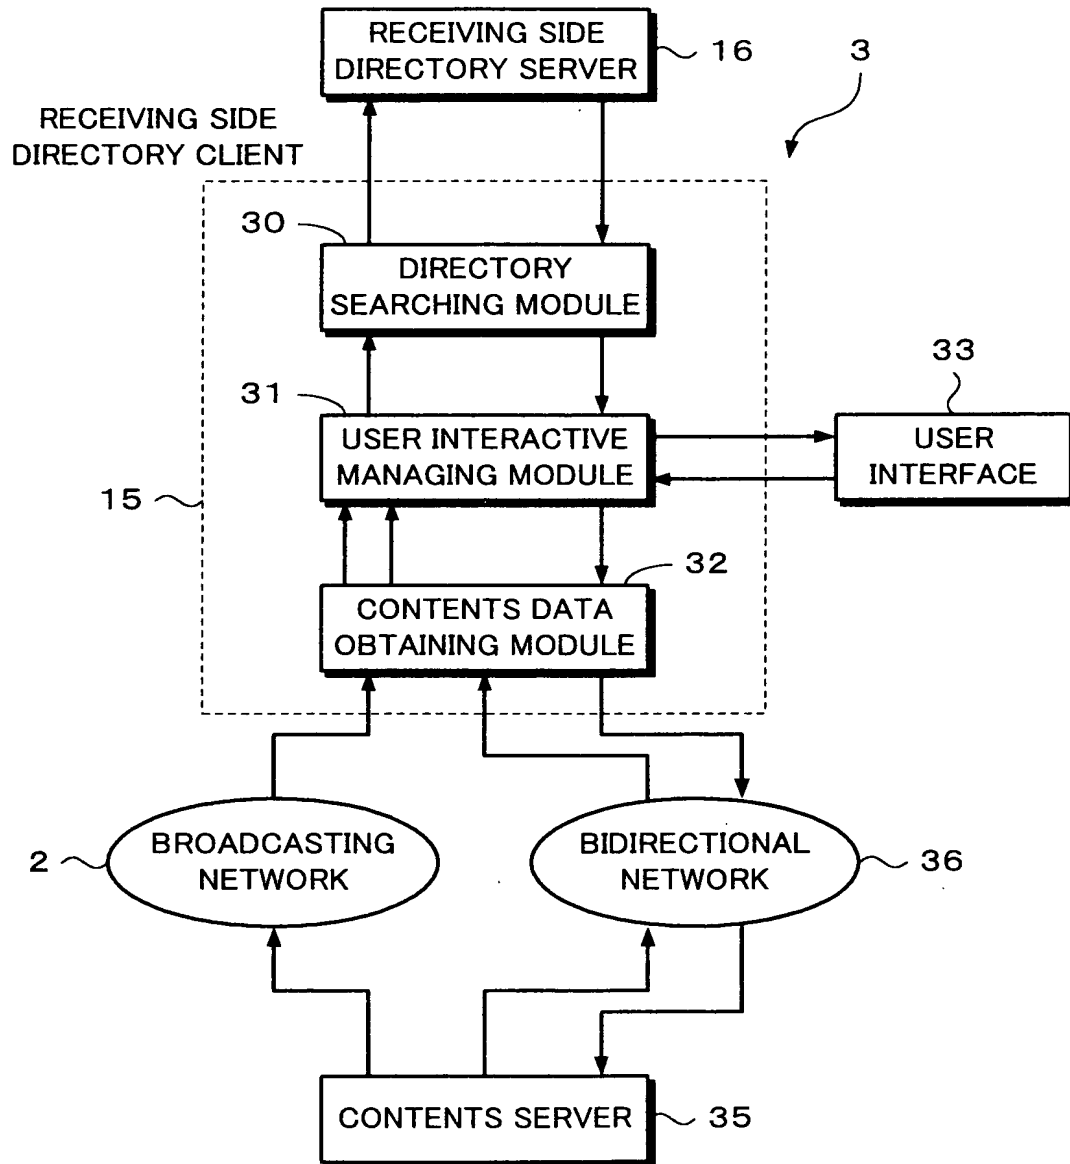 RECEIVING SIDE
DIRECTORY SERVER
16
3
RECEIVING SIDE
DIRECTORY CLIENT
30
DIRECTORY
SEARCHING MODULE
31
33
USER INTERACTIVE
MANAGING MODULE
USER
INTERFACE
15
32
CONTENTS DATA
OBTAINING MODULE
2
BROADCASTING
NETWORK
BIDIRECTIONAL
NETWORK
36
CONTENTS SERVER
35